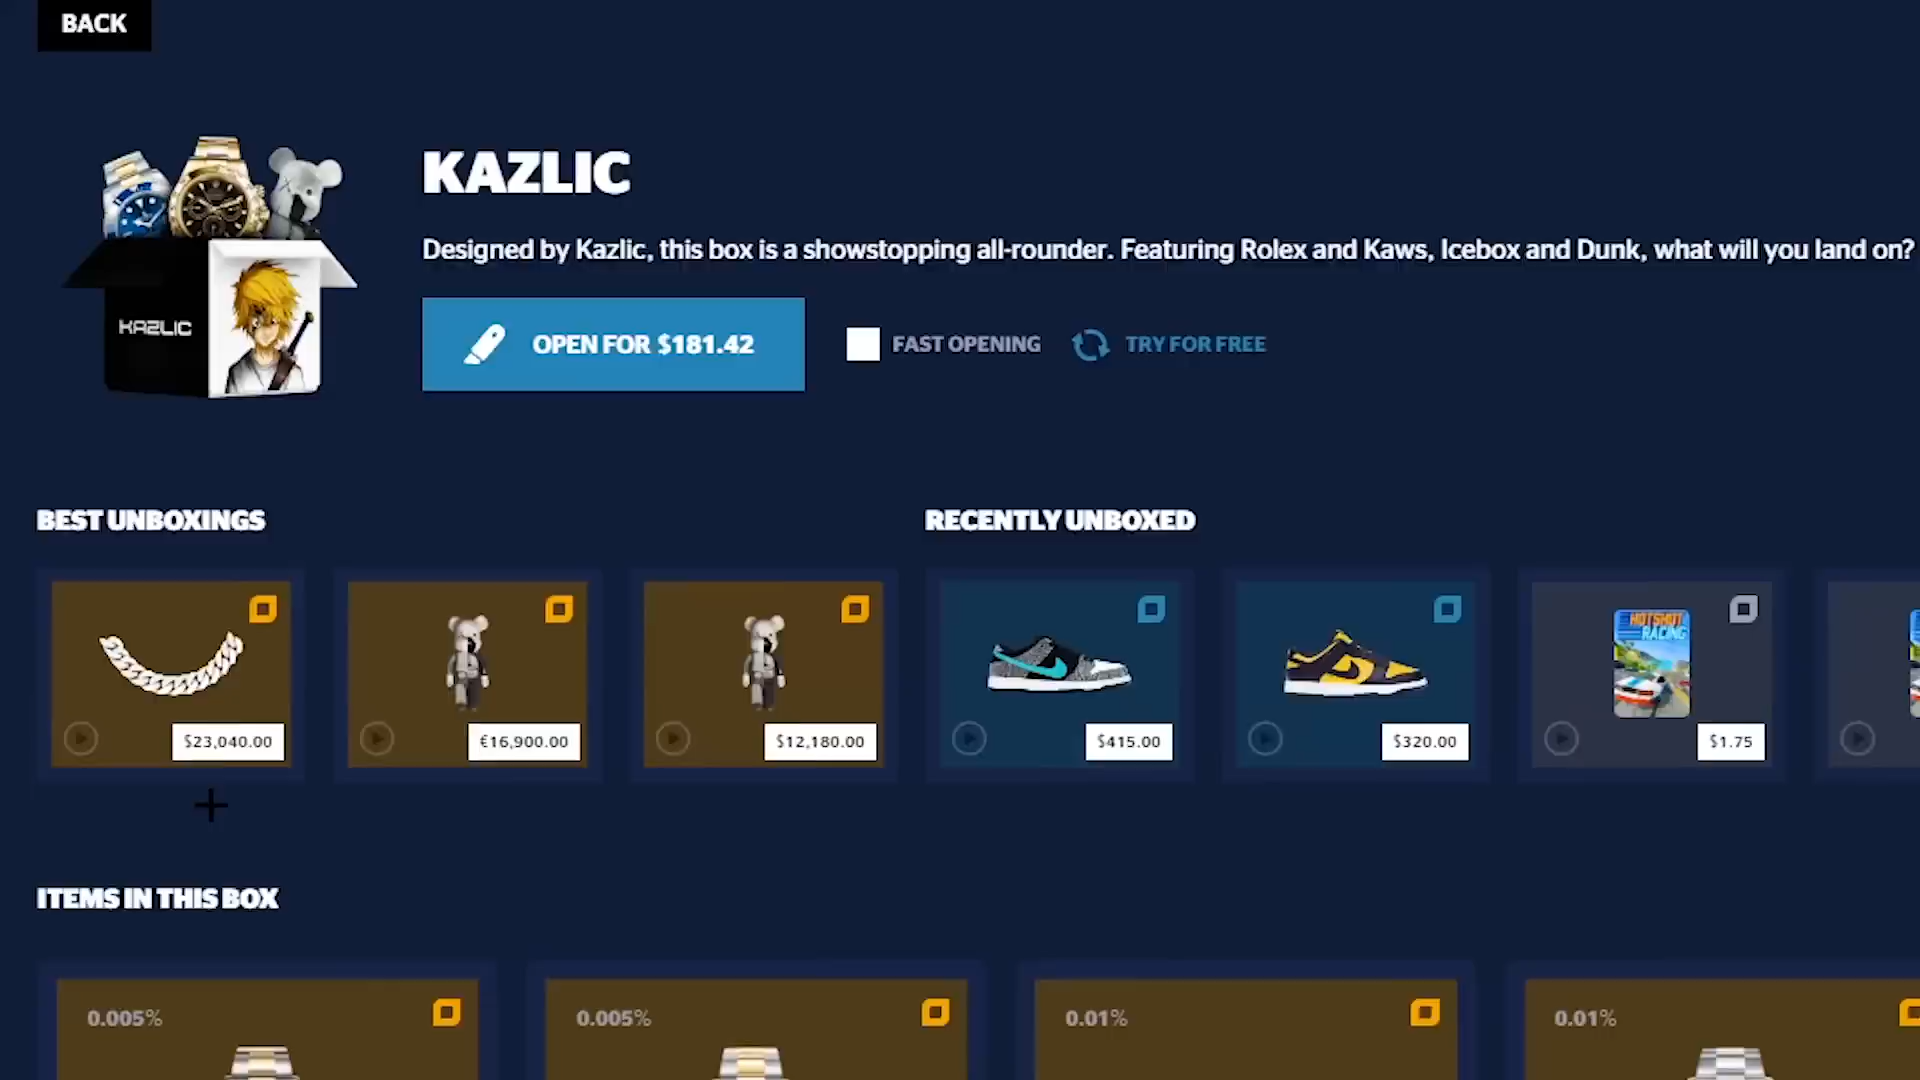 BACK
KAZLIC
Designed by Kazlic, this box is a showstopping all-rounder. Featuring Rolex and Kaws, Icebox and Dunk, what will you land on?
KAZLIC
OPEN FOR $181.42
FAST OPENING
TRY FOR FREE
BEST UNBOXINGS
RECENTLY UNBOXED
HOTSHOT
RACING
$23,040.00
€16,900.00
$12,180.00
$415.00
$320.00
$1.75
ITEMS IN THIS BOX
0.005%
0.005%
0.01%
0.01%